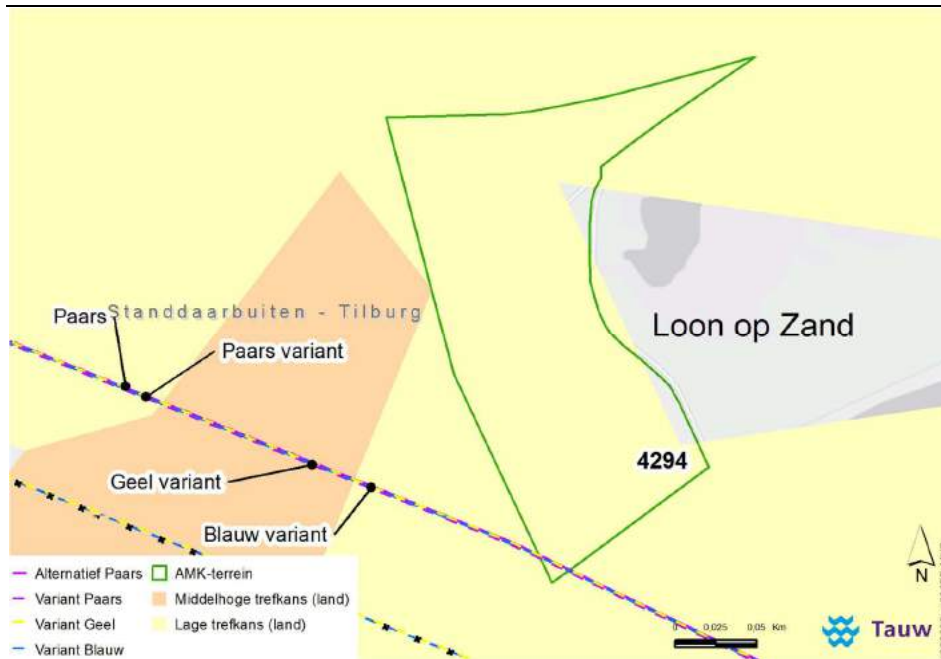 Standdaarbuiten - Tilburg
Paars
Paars variant
Loon op Zand
4294
Geel variant
Blauw variant
Alternatief Paars
AMK-terrein
Variant Paars
Middelhoge trefkans (land)
Variant Geel
Lage trefkans (land)
Variant Blauw
0 0,025 0,05 Km
N
Tauw